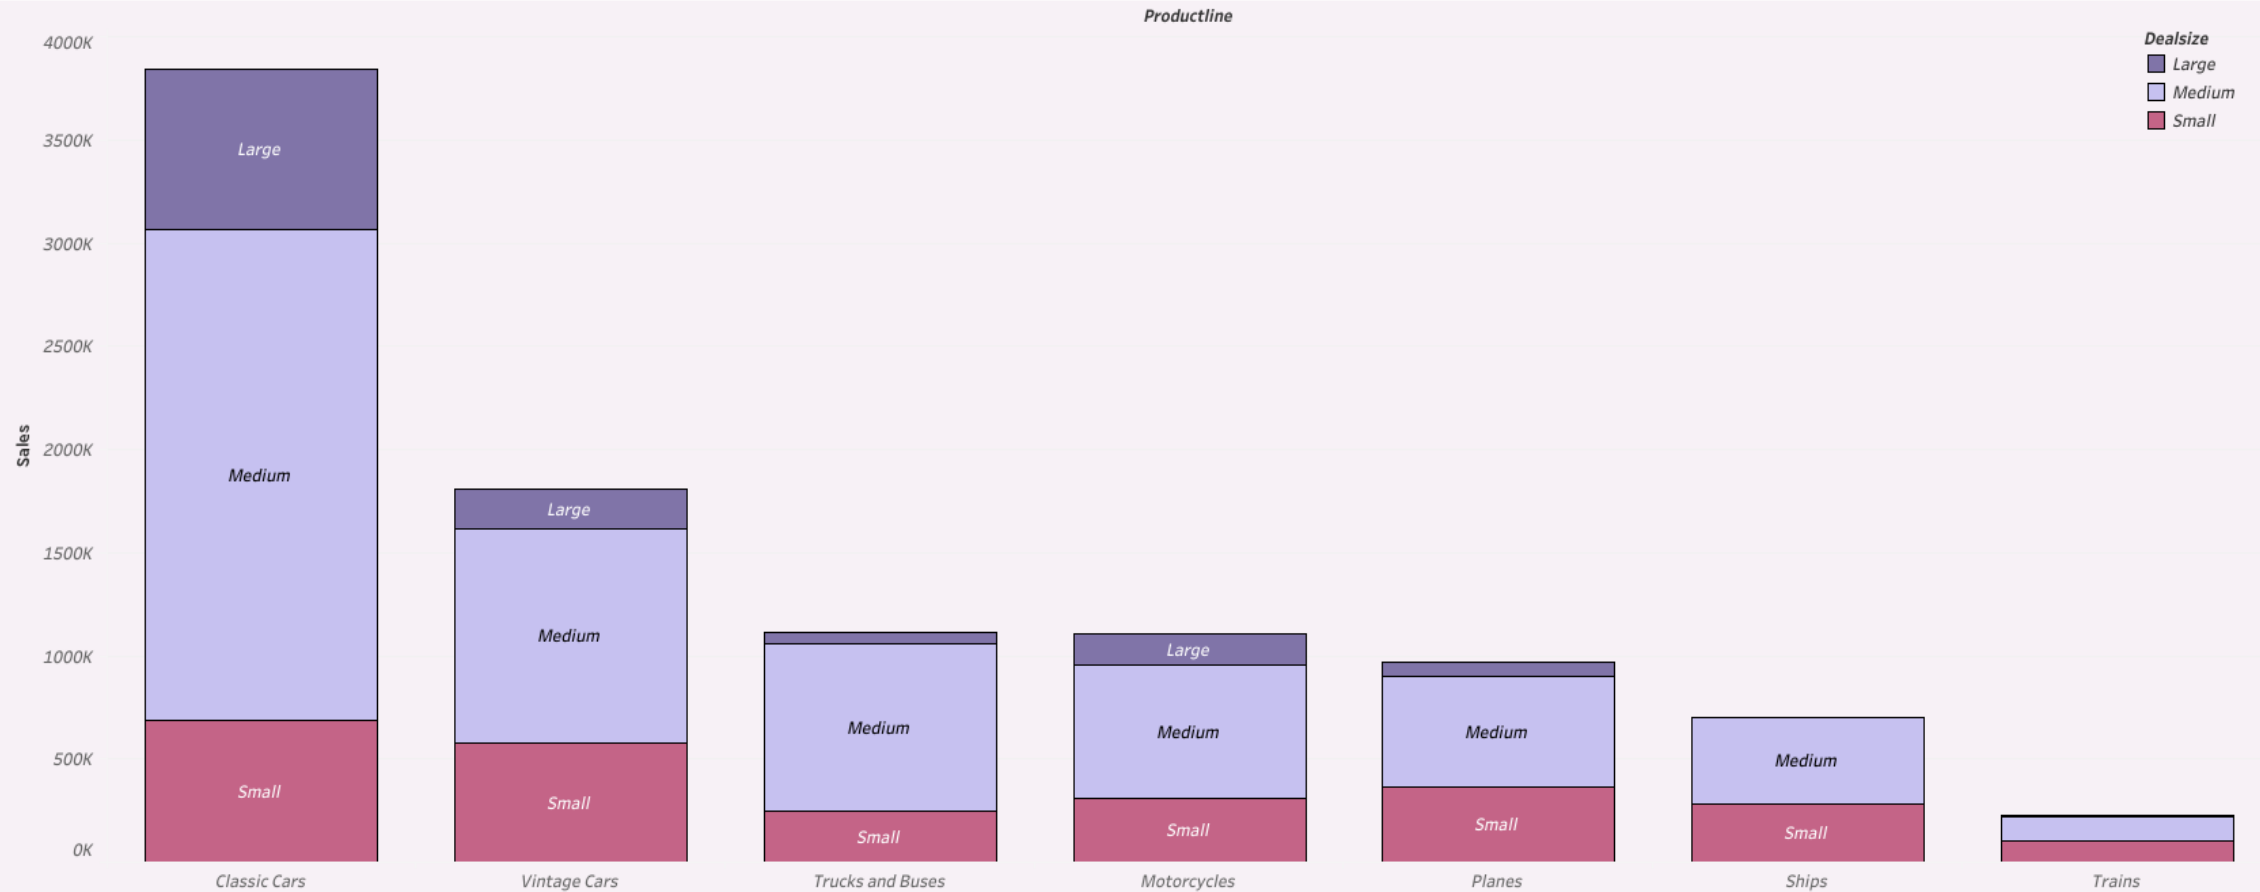 Productline
Dealsize
Large
Medium
Small
4000K
3500K
3000K
2500K
2000K
1500K
1000K
500K
0K
Sales
Large
Medium
Small
Large
Medium
Small
Medium
Small
Large
Medium
Small
Medium
Small
Medium
Small
Classic Cars
Vintage Cars
Trucks and Buses
Motorcycles
Planes
Ships
Trains